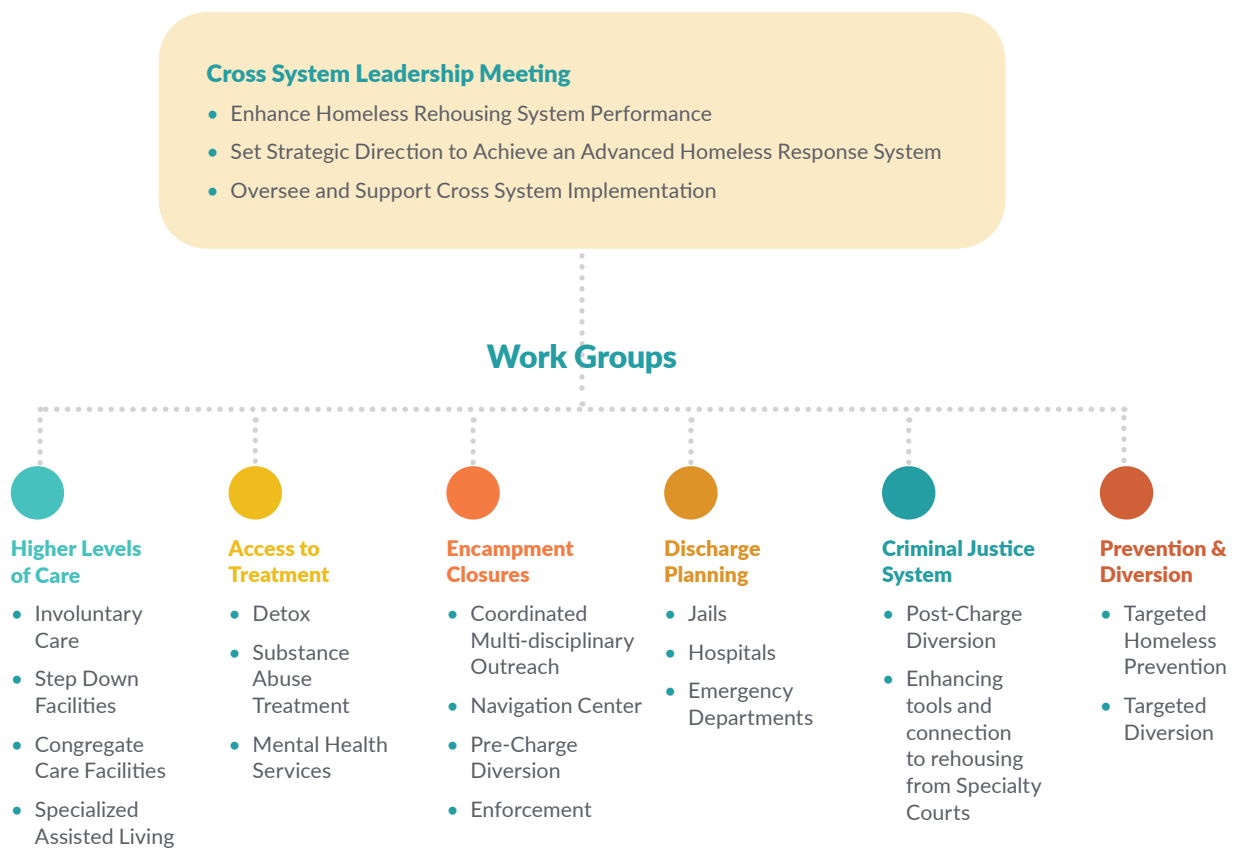 Cross System Leadership Meeting
• Enhance Homeless Rehousing System Performance
• Set Strategic Direction to Achieve an Advanced Homeless Response System
• Oversee and Support Cross System Implementation
Work Groups
Higher Levels
of Care
• Involuntary
Care
• Step Down
Facilities
• Congregate
Care Facilities
• Specialized
Assisted Living
Access to
Treatment
• Detox
• Substance
Abuse
Treatment
• Mental Health
Services
Encampment
Closures
• Coordinated
Multi-disciplinary
Outreach
• Navigation Center
• Pre-Charge
Diversion
• Enforcement
Discharge
Planning
• Jails
• Hospitals
• Emergency
Departments
Criminal Justice
System
• Post-Charge
Diversion
• Enhancing
tools and
connection
to rehousing
from Specialty
Courts
Prevention &
Diversion
• Targeted
Homeless
Prevention
• Targeted
Diversion